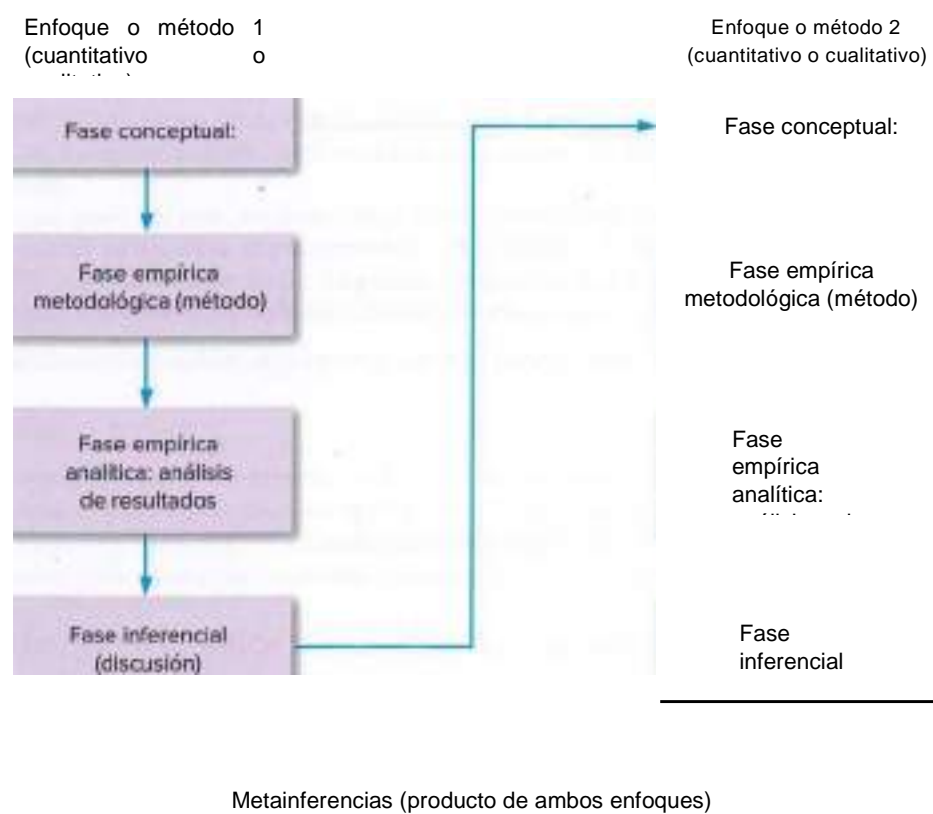 Enfoque o método 1
(cuantitativo o
Enfoque o método 2
(cuantitativo o cualitativo)
Fase conceptual:
Fase empírica
metodológica (método)
Fase empírica
analítica: análisis
de resultados
Fase inferencial
(discusión)
Fase conceptual:
Fase empírica
metodológica (método)
Fase
empírica
analítica:
Fase
inferencial
Metainferencias (producto de ambos enfoques)